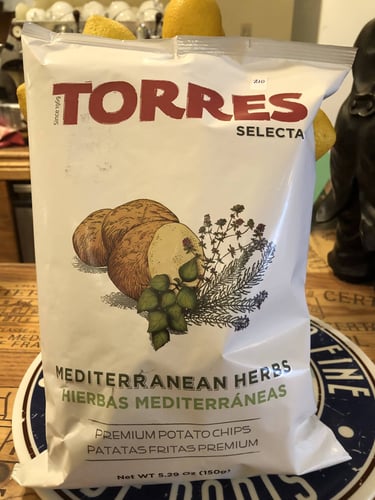 Since 1969
TORRES
SELECTA
MEDITERRANEAN HERBS
HIERBAS MEDITERRÁNEAS
PREMIUM POTATO CHIPS
PATATAS FRITAS PREMIUM
Net WT 5.29 Oz (150g)
FINE